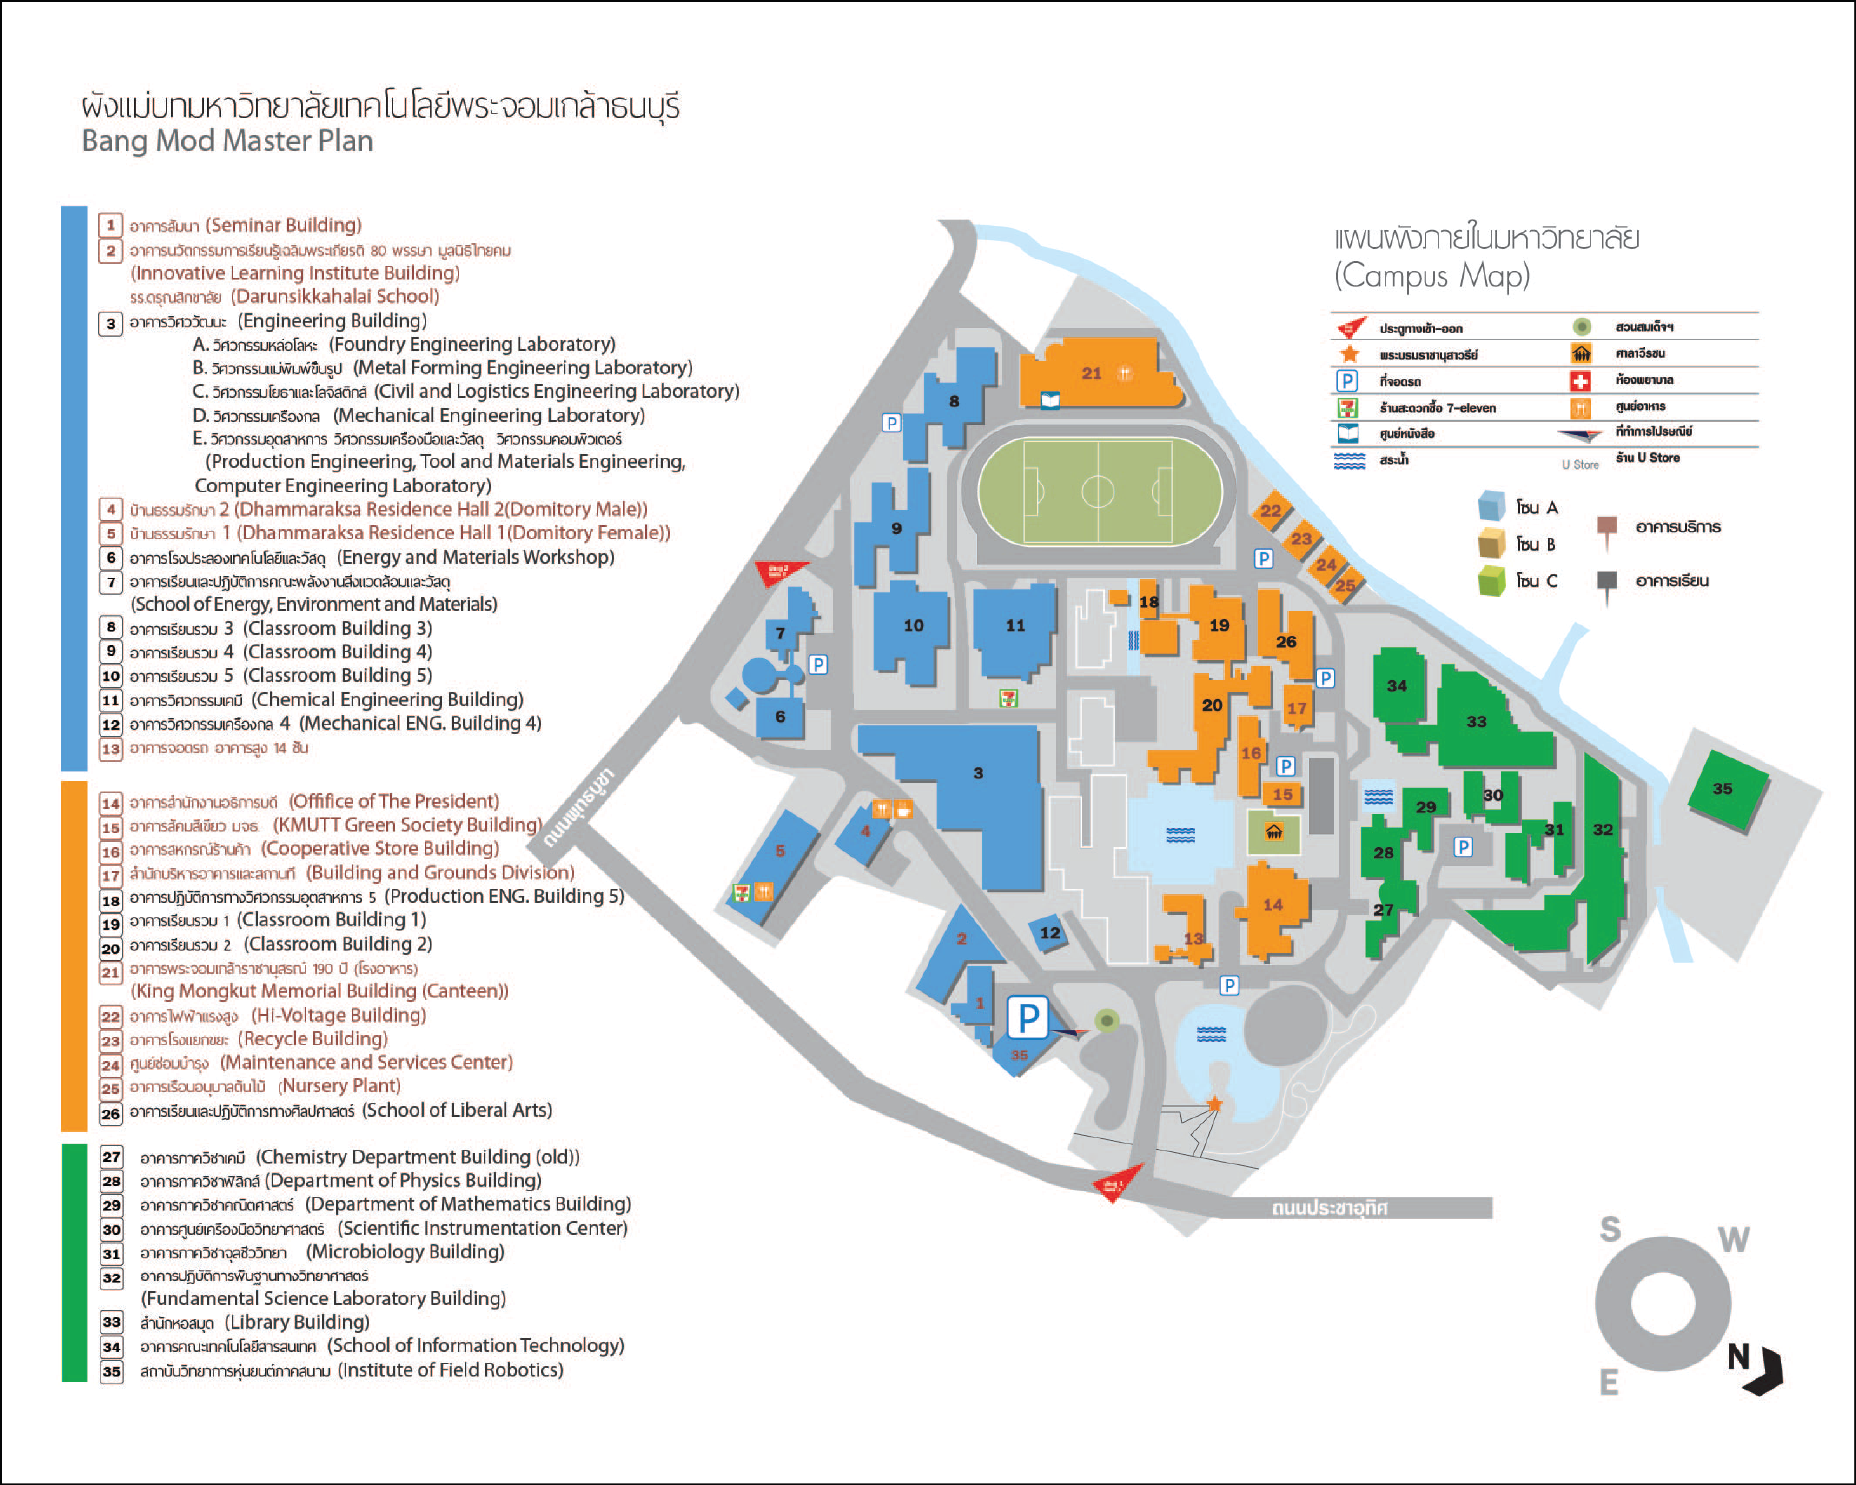 ผังแม่บทมหาวิทยาลัยเทคโนโลยีพระจอมเกล้าธนบุรี
Bang Mod Master Plan
1 อาคารสัมนา (Seminar Building)
2 อาคารนวัตกรรมการเรียนรู้เฉลิมพระเกียรติ 80 พรรษา มูลนิธิไทยคม
(Innovative Learning Institute Building)
รร.ดรุณสิกขาลัย (Darunsikkahalai School)
3 อาคารวิศววัฒนะ (Engineering Building)
A. วิศวกรรมหล่อโลหะ (Foundry Engineering Laboratory)
B. วิศวกรรมแม่พิมพ์ขึ้นรูป (Metal Forming Engineering Laboratory)
C. วิศวกรรมโยธาและโลจิสติกส์ (Civil and Logistics Engineering Laboratory)
D. วิศวกรรมเครื่องกล (Mechanical Engineering Laboratory)
E. วิศวกรรมอุตสาหการ วิศวกรรมเครื่องมือและวัสดุ วิศวกรรมคอมพิวเตอร์
(Production Engineering, Tool and Materials Engineering,
Computer Engineering Laboratory)
4 บ้านธรรมรักษา 2 (Dhammaraksa Residence Hall 2(Domitory Male))
5 บ้านธรรมรักษา 1 (Dhammaraksa Residence Hall 1(Domitory Female))
6 อาคารโรงประลองเทคโนโลยีและวัสดุ (Energy and Materials Workshop)
7 อาคารเรียนและปฏิบัติการคณะพลังงานสิ่งแวดล้อมและวัสดุ
(School of Energy, Environment and Materials)
8 อาคารเรียนรวม 3 (Classroom Building 3)
9 อาคารเรียนรวม 4 (Classroom Building 4)
10 อาคารเรียนรวม 5 (Classroom Building 5)
11 อาคารวิศวกรรมเคมี (Chemical Engineering Building)
12 อาคารวิศวกรรมเครื่องกล 4 (Mechanical ENG. Building 4)
13 อาคารจอดรถ อาคารสูง 14 ชั้น
14 อาคารสำนักงานอธิการบดี (Offifice of The President)
15 อาคารสังคมสีเขียว มจธ. (KMUTT Green Society Building)
16 อาคารสหกรณ์ร้านค้า (Cooperative Store Building)
17 สำนักบริหารอาคารและสถานที่ (Building and Grounds Division)
18 อาคารปฏิบัติการทางวิศวกรรมอุตสาหการ 5 (Production ENG. Building 5)
19 อาคารเรียนรวม 1 (Classroom Building 1)
20 อาคารเรียนรวม 2 (Classroom Building 2)
21 อาคารพระจอมเกล้าราชานุสรณ์ 190 ปี (โรงอาหาร)
(King Mongkut Memorial Building (Canteen))
22 อาคารไฟฟ้าแรงสูง (Hi-Voltage Building)
23 อาคารโรงแยกขยะ (Recycle Building)
24 ศูนย์ซ่อมบำรุง (Maintenance and Services Center)
25 อาคารเรือนอนุบาลต้นไม้ (Nursery Plant)
26 อาคารเรียนและปฏิบัติการทางศิลปศาสตร์ (School of Liberal Arts)
27 อาคารภาควิชาเคมี (Chemistry Department Building (old))
28 อาคารภาควิชาฟิสิกส์ (Department of Physics Building)
29 อาคารภาควิชาคณิตศาสตร์ (Department of Mathematics Building)
30 อาคารศูนย์เครื่องมือวิทยาศาสตร์ (Scientific Instrumentation Center)
31 อาคารภาควิชาจุลชีววิทยา (Microbiology Building)
32 อาคารปฏิบัติการพื้นฐานทางวิทยาศาสตร์
(Fundamental Science Laboratory Building)
33 สำนักหอสมุด (Library Building)
34 อาคารคณะเทคโนโลยีสารสนเทศ (School of Information Technology)
35 สถาบันวิทยาการหุ่นยนต์ภาคสนาม (Institute of Field Robotics)
แผนผังภายในมหาวิทยาลัย
(Campus Map)
ประตูทางเข้า-ออก
สวนสมเด็จฯ
พระบรมราชานุสาวรีย์
ศาลาวีรชน
P ที่จอดรถ
ห้องพยาบาล
ร้านสะดวกซื้อ 7-eleven
ศูนย์อาหาร
ศูนย์หนังสือ
ที่ทำการไปรษณีย์
สระน้ำ
U Store ร้าน U Store
โซน A
โซน B
โซน C
อาคารบริการ
อาคารเรียน
21
8
P
9
22
23
24
25
P
7
P
10
11
18
19
26
P
34
33
6
20
17
16
P
15
3
35
4
5
29
30
31
32
28
P
27
14
13
12
2
1
P
35
P
ถนนพุทธบูชา
ถนนประชาอุทิศ
S
W
N
E